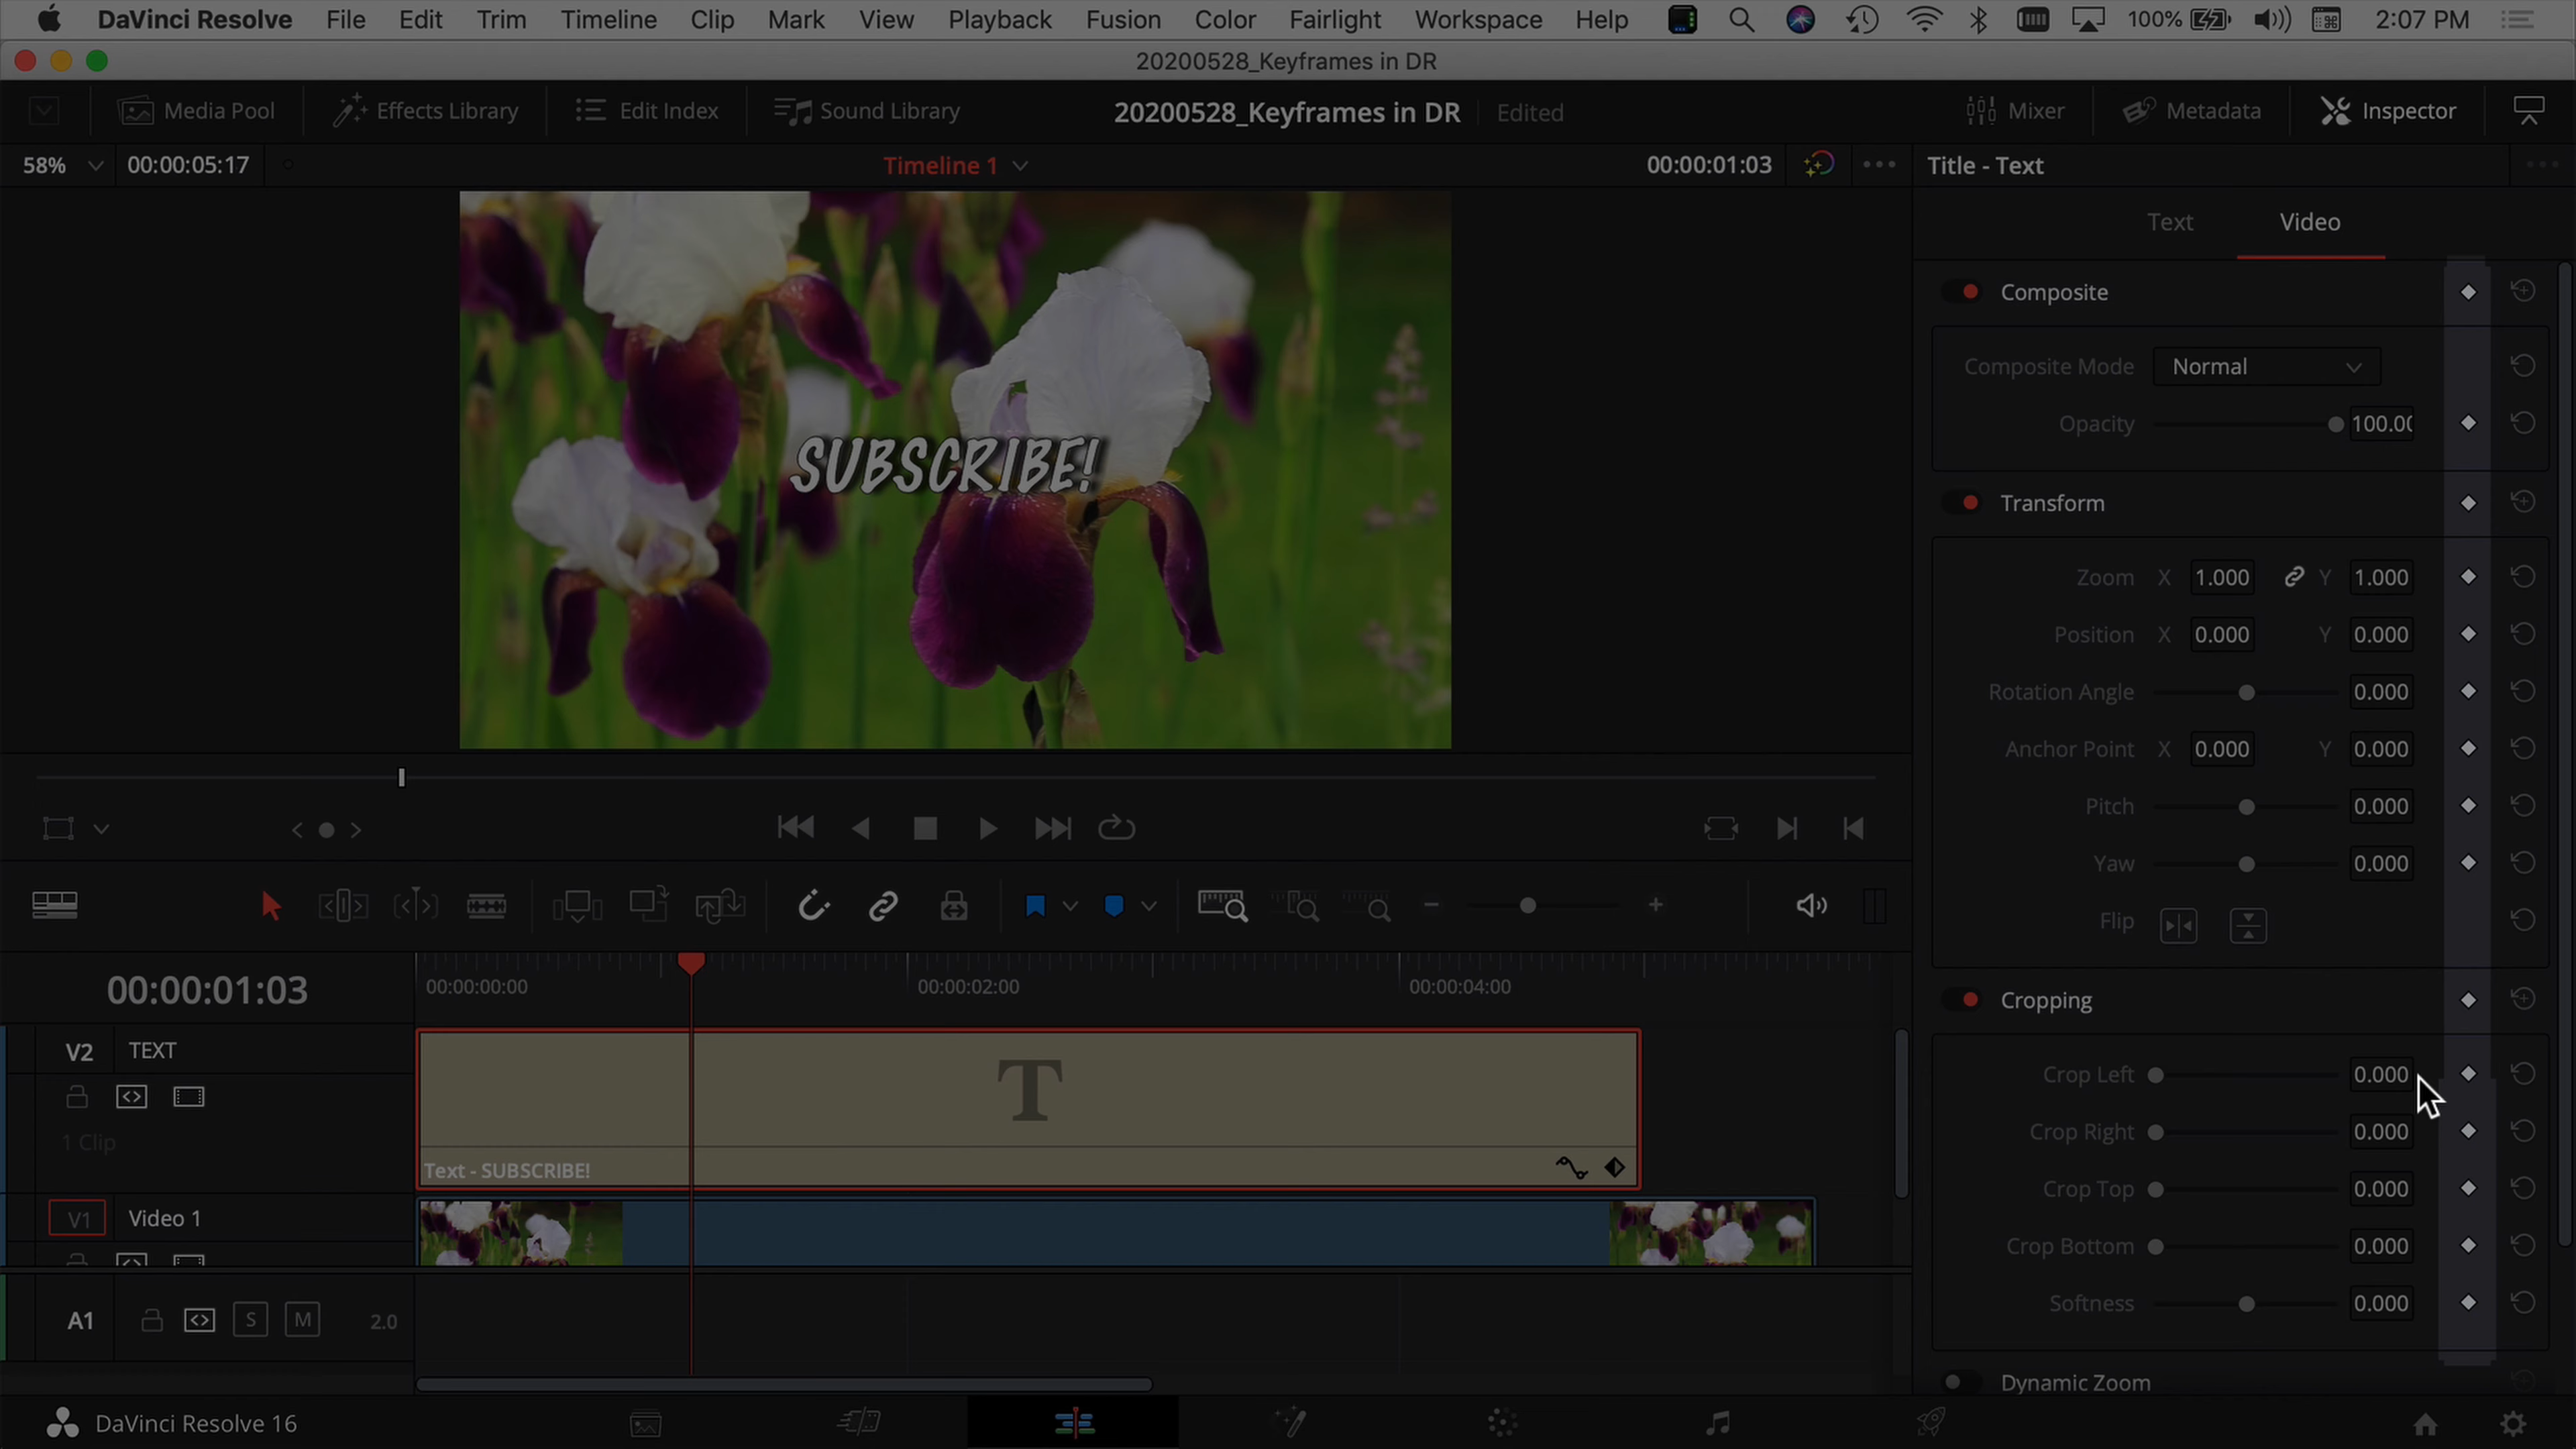 DaVinci Resolve File Edit Trim Timeline Clip Mark View Playback Fusion Color Fairlight Workspace Help 100% 2:07 PM
20200528_Keyframes in DR
Media Pool Effects Library Edit Index Sound Library 20200528_Keyframes in DR Edited Mixer Metadata Inspector
58% 00:00:05:17 Timeline 1 00:00:01:03 Title - Text
Text Video
Composite
Composite Mode Normal
Opacity 100.00
SUBSCRIBE!
Transform
Zoom X 1.000 Y 1.000
Position X 0.000 Y 0.000
Rotation Angle 0.000
Anchor Point X 0.000 Y 0.000
Pitch 0.000
Yaw 0.000
Flip
00:00:01:03 00:00:00:00 00:00:02:00 00:00:04:00
Cropping
V2 TEXT
T
Crop Left 0.000
1 Clip
Crop Right 0.000
Text - SUBSCRIBE!
Crop Top 0.000
V1 Video 1
Crop Bottom 0.000
Softness 0.000
A1 S M 2.0
Dynamic Zoom
DaVinci Resolve 16